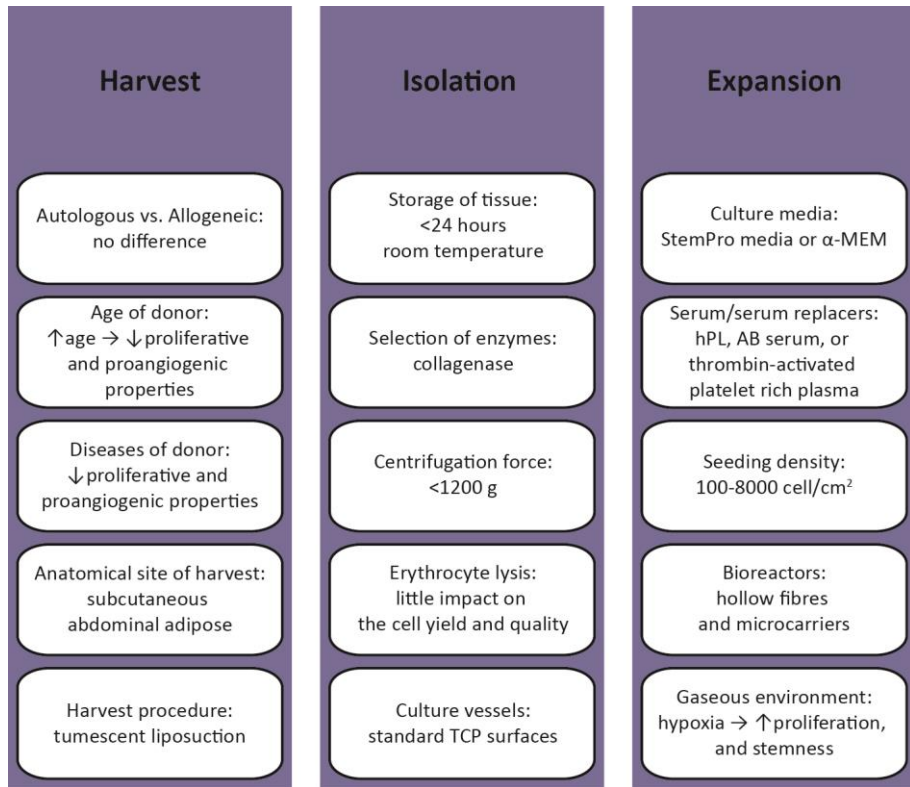 Harvest
Autologous vs. Allogeneic:
no difference
Age of donor:
↑age → ↓proliferative
and proangiogenic
properties
Diseases of donor:
↓proliferative and
proangiogenic properties
Anatomical site of harvest:
subcutaneous
abdominal adipose
Harvest procedure:
tumescent liposuction
Isolation
Storage of tissue:
<24 hours
room temperature
Selection of enzymes:
collagenase
Centrifugation force:
<1200 g
Erythrocyte lysis:
little impact on
the cell yield and quality
Culture vessels:
standard TCP surfaces
Expansion
Culture media:
StemPro media or α-MEM
Serum/serum replacers:
hPL, AB serum, or
thrombin-activated
platelet rich plasma
Seeding density:
100-8000 cell/cm²
Bioreactors:
hollow fibres
and microcarriers
Gaseous environment:
hypoxia → ↑proliferation,
and stemness